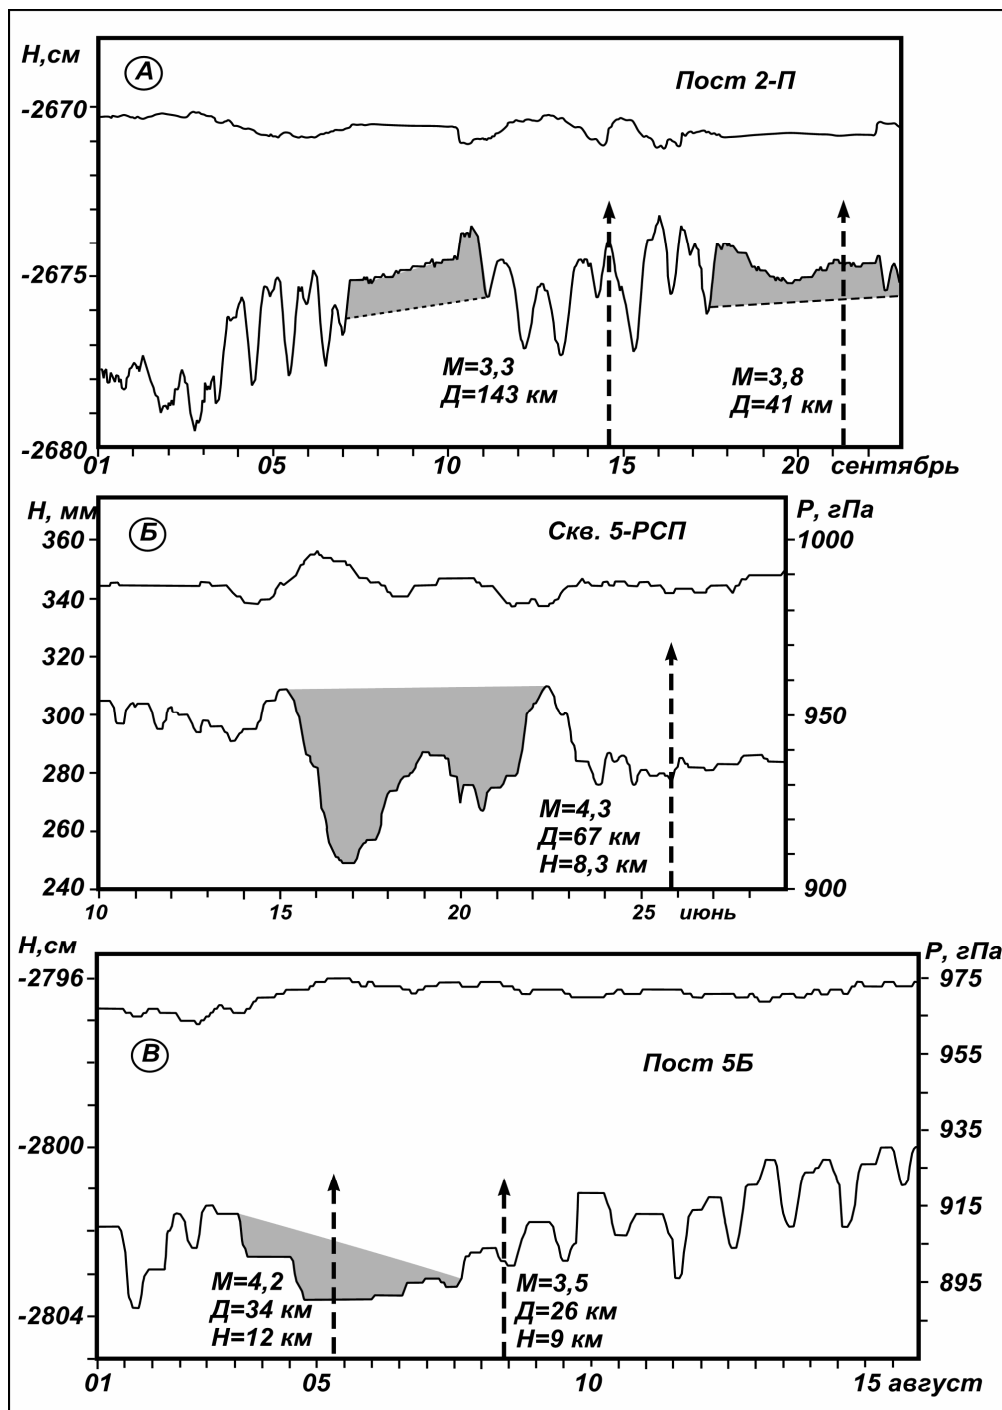 Н,см
А
Пост 2-П
-2670
-2675
М=3,3
Д=143 км
М=3,8
Д=41 км
-2680
01 05 10 15 20 сентябрь
Н, мм
Б
Скв. 5-РСП
Р, гПа
360
1000
340
320
300
950
280
М=4,3
Д=67 км
Н=8,3 км
260
240
900
10 15 20 25 июнь
Н,см
Р, гПа
-2796
975
В
Пост 5Б
955
-2800
935
915
М=4,2
Д=34 км
Н=12 км
М=3,5
Д=26 км
Н=9 км
895
-2804
01 05 10 15 август